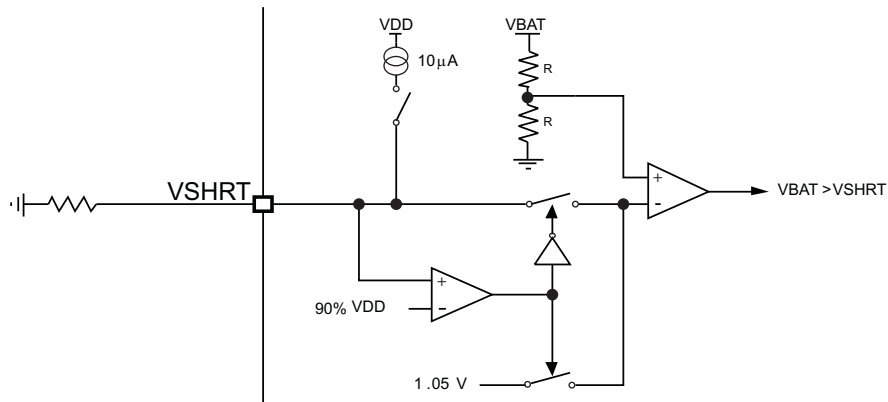 VDD
10µA
VBAT
R
R
VSHRT
+
-
VBAT >VSHRT
+
-
90% VDD
1 .05 V